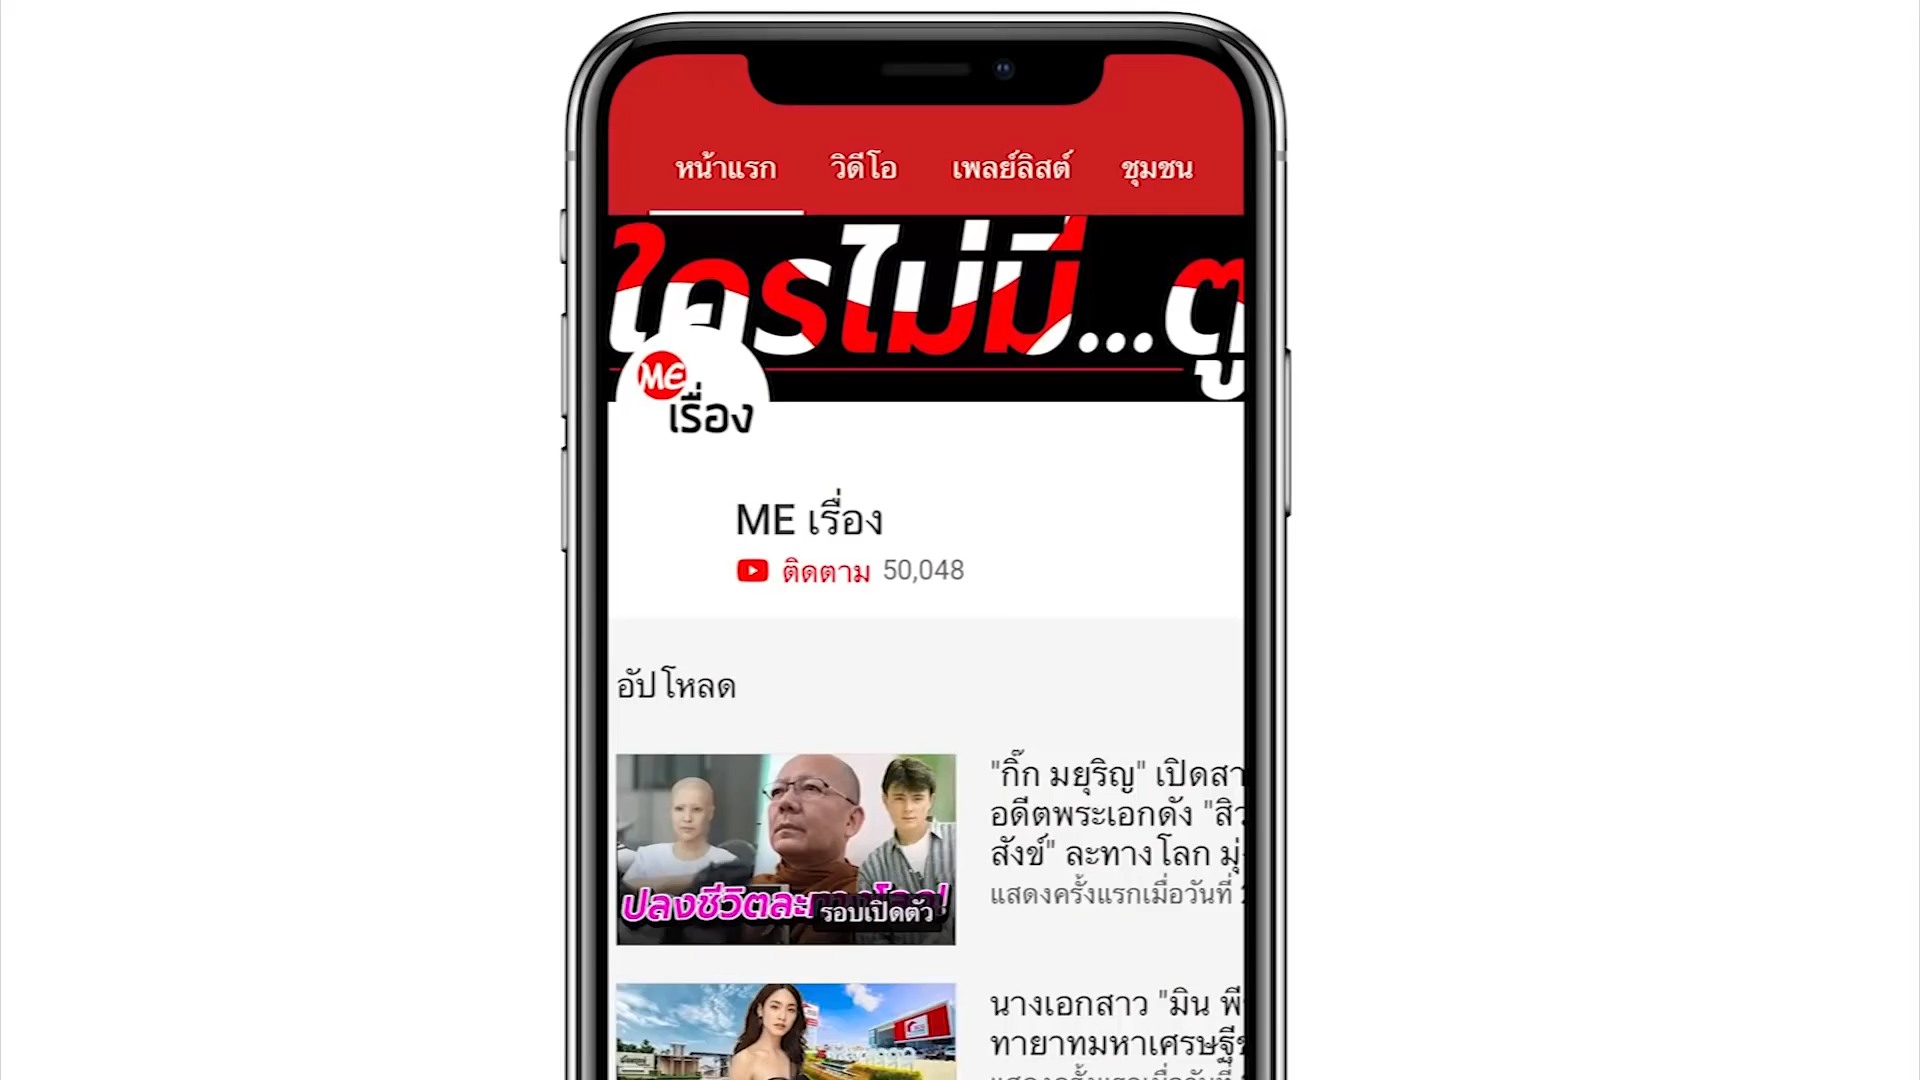 หน้าแรก วิดีโอ เพลย์ลิสต์ ชุมชน
ใครไม่มี...ตู
ME
เรื่อง
ME เรื่อง
ติดตาม 50,048
อัปโหลด
"กิ๊ก มยุริญ" เปิดสา
อดีตพระเอกดัง "สิว
สังข์" ละทางโลก มุ่
แสดงครั้งแรกเมื่อวันที่
ปลงชีวิตละทางโลก!
รอบเปิดตัว
นางเอกสาว "มิน พี
ทายาทมหาเศรษฐี